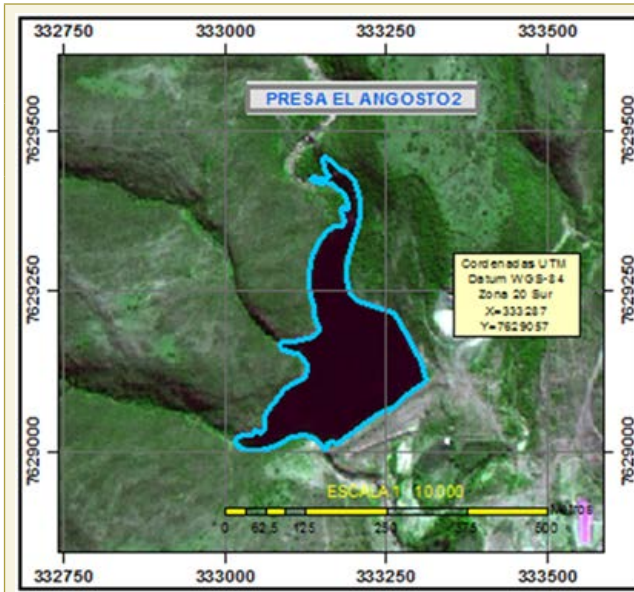 332750 333000 333250 333500
PRESA EL ANGOSTO2
7629500
7629500
7629250
7629250
Cordenadas UTM
Datum WGS-84
Zona 20 Sur
X=333287
Y=7629057
7629000
7629000
ESCALA 1 10.000
Metros
0 62,5 125 250 375 500
332750 333000 333250 333500